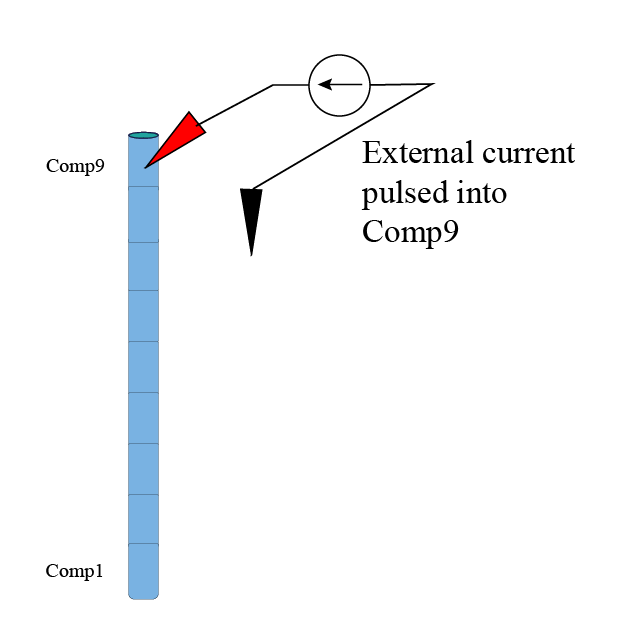 External current
Comp9
pulsed into
Comp9
Comp1